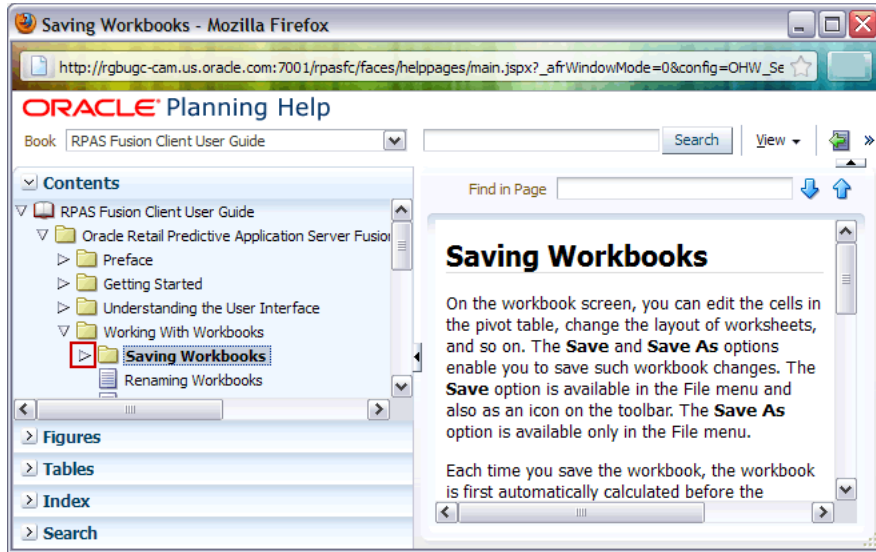 Saving Workbooks - Mozilla Firefox
http://rgbugc-cam.us.oracle.com:7001/rpasfc/faces/helppages/main.jspx?_afrWindowMode=0&config=OHW_Se
ORACLE Planning Help
Book RPAS Fusion Client User Guide Search View
Contents
RPAS Fusion Client User Guide
Oracle Retail Predictive Application Server Fusion
Preface
Getting Started
Understanding the User Interface
Working With Workbooks
Saving Workbooks
Renaming Workbooks
Figures
Tables
Index
Search
Find in Page
Saving Workbooks
On the workbook screen, you can edit the cells in
the pivot table, change the layout of worksheets,
and so on. The Save and Save As options
enable you to save such workbook changes. The
Save option is available in the File menu and
also as an icon on the toolbar. The Save As
option is available only in the File menu.
Each time you save the workbook, the workbook
is first automatically calculated before the